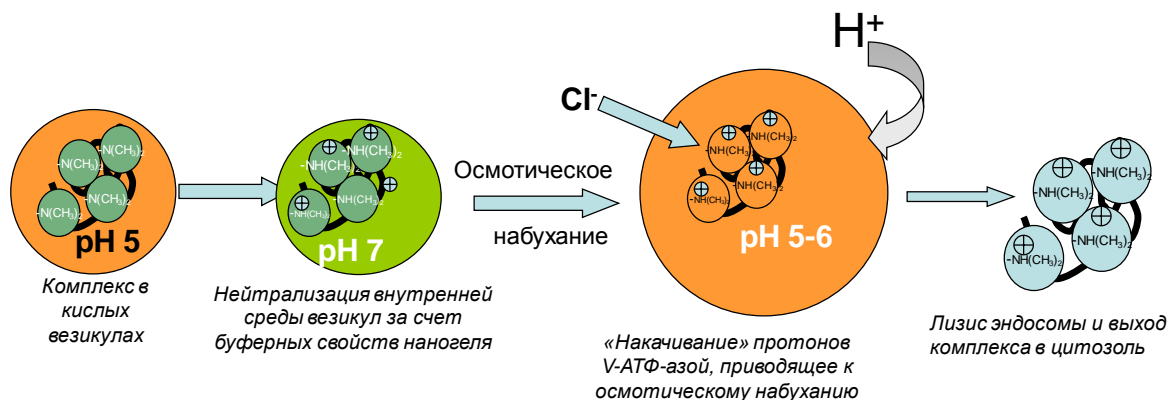 -N(CH₃)₂
-N(CH₃)₂
-N(CH₃)₂
-N(CH₃)₂
pH 5
Комплекс в
кислых
везикулах
⊕
-NH(CH₃)₂
⊕
-NH(CH₃)₂
⊕
-NH(CH₃)₂
⊕
-NH(CH₃)₂
pH 7
Нейтрализация внутренней
среды везикул за счет
буферных свойств наногеля
Осмотическое
набухание
Cl⁻
H⁺
⊕
-NH(CH₃)₂
⊕
-NH(CH₃)₂
⊕
-NH(CH₃)₂
⊕
-NH(CH₃)₂
pH 5-6
«Накачивание» протонов
V-АТФ-азой, приводящее к
осмотическому набуханию
⊕
-NH(CH₃)₂
⊕
-NH(CH₃)₂
⊕
-NH(CH₃)₂
⊕
-NH(CH₃)₂
Лизис эндосомы и выход
комплекса в цитозоль